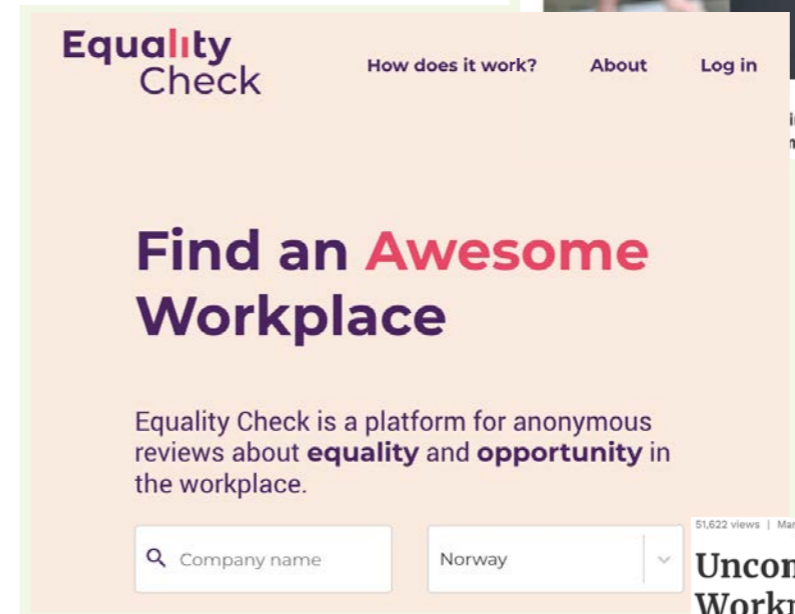 Equality
Check
How does it work? About Log in
Find an Awesome
Workplace
Equality Check is a platform for anonymous
reviews about equality and opportunity in
the workplace.
Company name Norway
51,622 views |